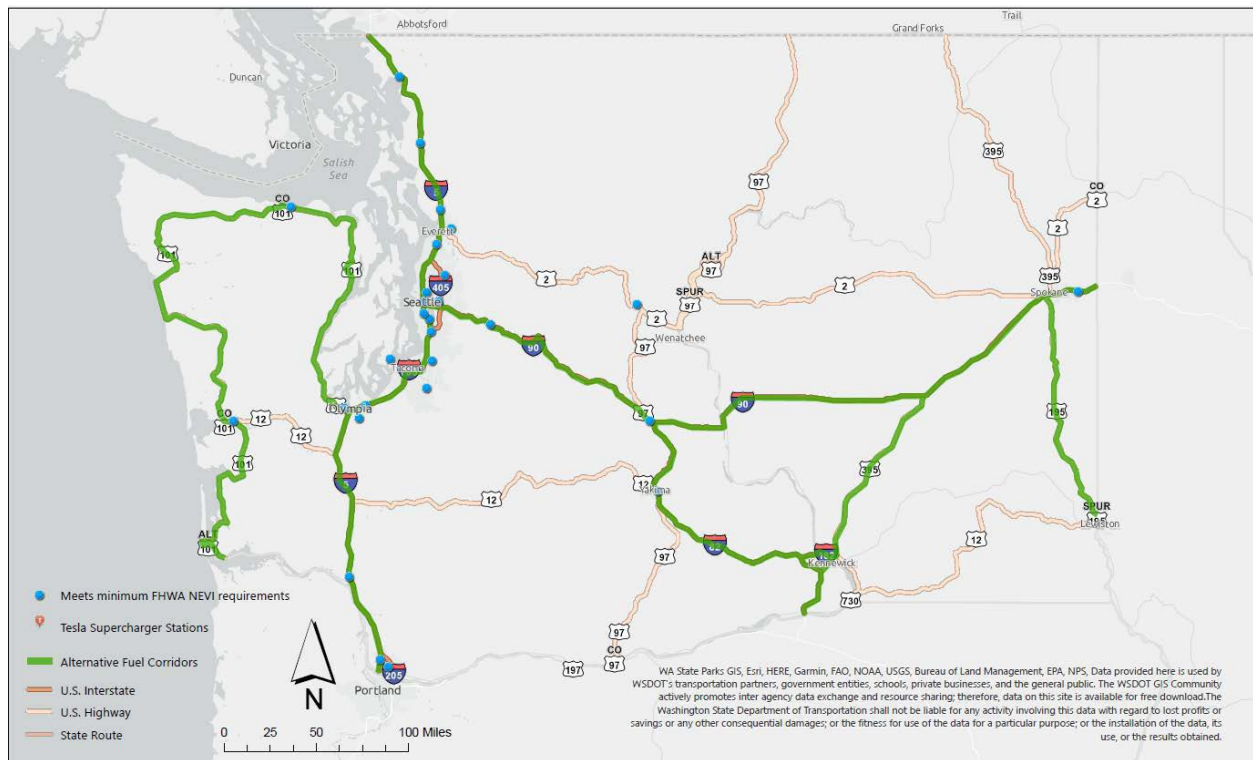 Abbotsford
Trail
Grand Forks
Duncan
Victoria
Salish
Sea
5
97
395
CO
2
CO
101
101
101
Everett
2
ALT
97
2
395
405
Seattle
SPUR
97
2
Spokane
2
Wenatchee
97
90
Tacoma
90
97
195
Olympia
CO
101
12
12
101
395
5
12
12
Yakima
SPUR
195
Lewiston
ALT
101
82
182
Kennewick
12
97
730
97
CO
97
197
205
Portland
Meets minimum FHWA NEVI requirements
Tesla Supercharger Stations
Alternative Fuel Corridors
U.S. Interstate
U.S. Highway
State Route
N
0 25 50 100 Miles
WA State Parks GIS, Esri, HERE, Garmin, FAO, NOAA, USGS, Bureau of Land Management, EPA, NPS, Data provided here is used by
WSDOT's transportation partners, government entities, schools, private businesses, and the general public. The WSDOT GIS Community
actively promotes inter agency data exchange and resource sharing; therefore, data on this site is available for free download.The
Washington State Department of Transportation shall not be liable for any activity involving this data with regard to lost profits or
savings or any other consequential damages; or the fitness for use of the data for a particular purpose; or the installation of the data, its
use, or the results obtained.